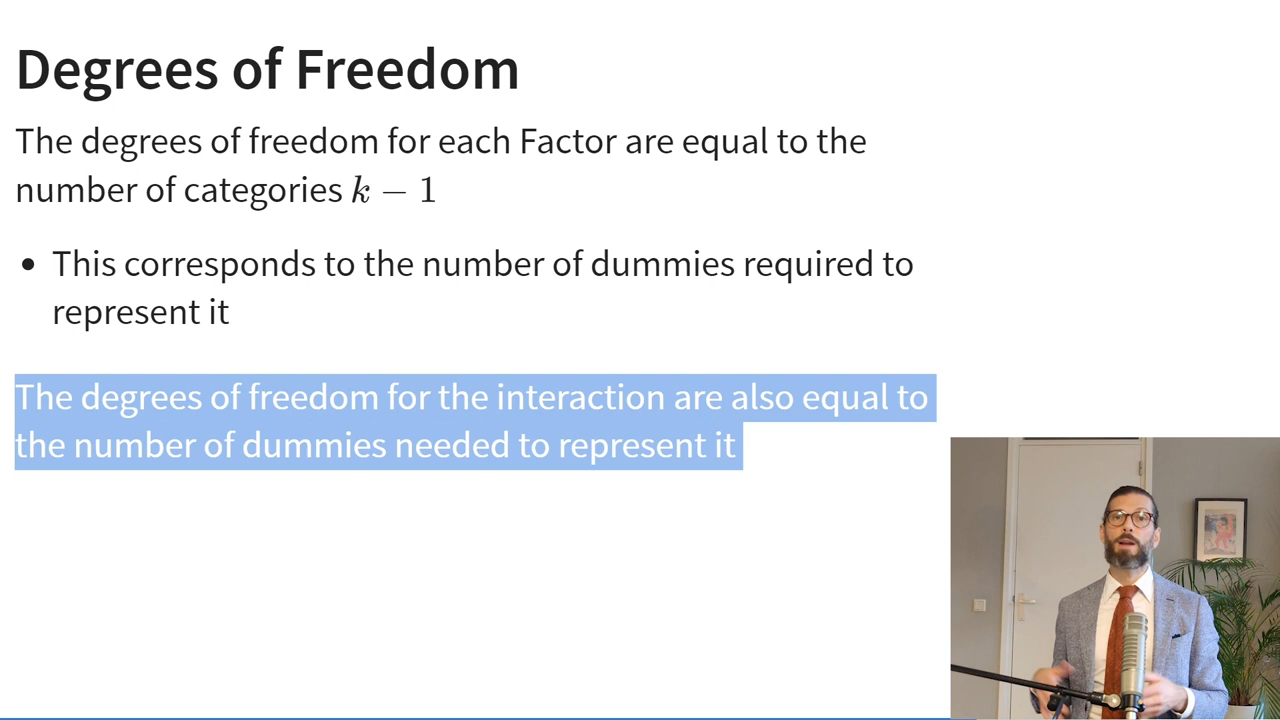 Degrees of Freedom
The degrees of freedom for each Factor are equal to the
number of categories k − 1
• This corresponds to the number of dummies required to
represent it
The degrees of freedom for the interaction are also equal to
the number of dummies needed to represent it